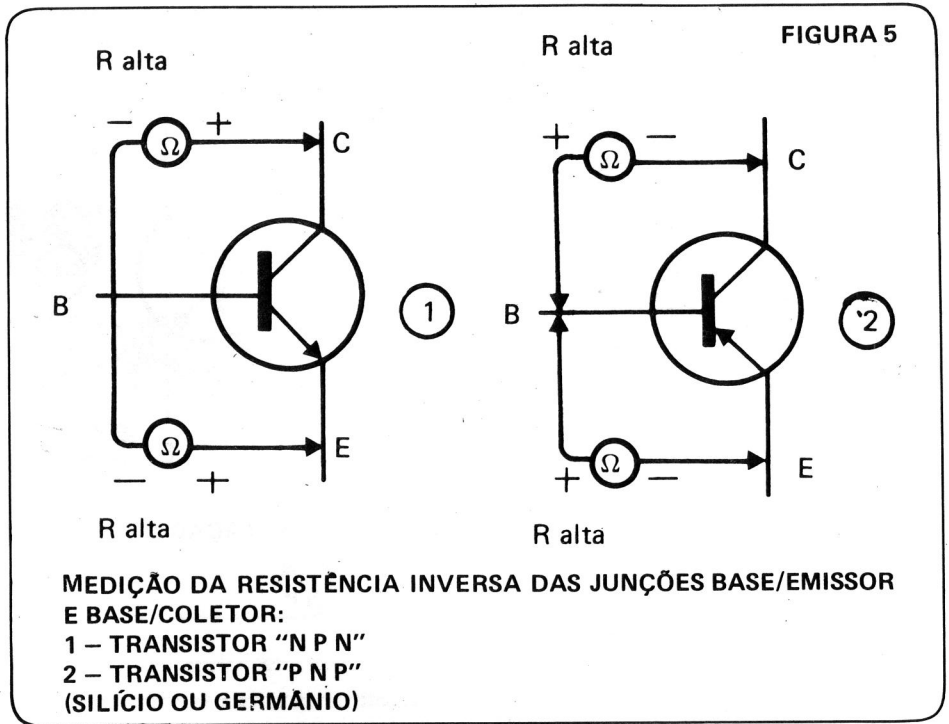 FIGURA 5
R alta
R alta
– +
Ω
C
+ –
Ω
C
B
1
B
2
Ω
E
– +
Ω
E
+ –
R alta
R alta
MEDIÇÃO DA RESISTÊNCIA INVERSA DAS JUNÇÕES BASE/EMISSOR
E BASE/COLETOR:
1 – TRANSISTOR "N P N"
2 – TRANSISTOR "P N P"
(SILÍCIO OU GERMÂNIO)